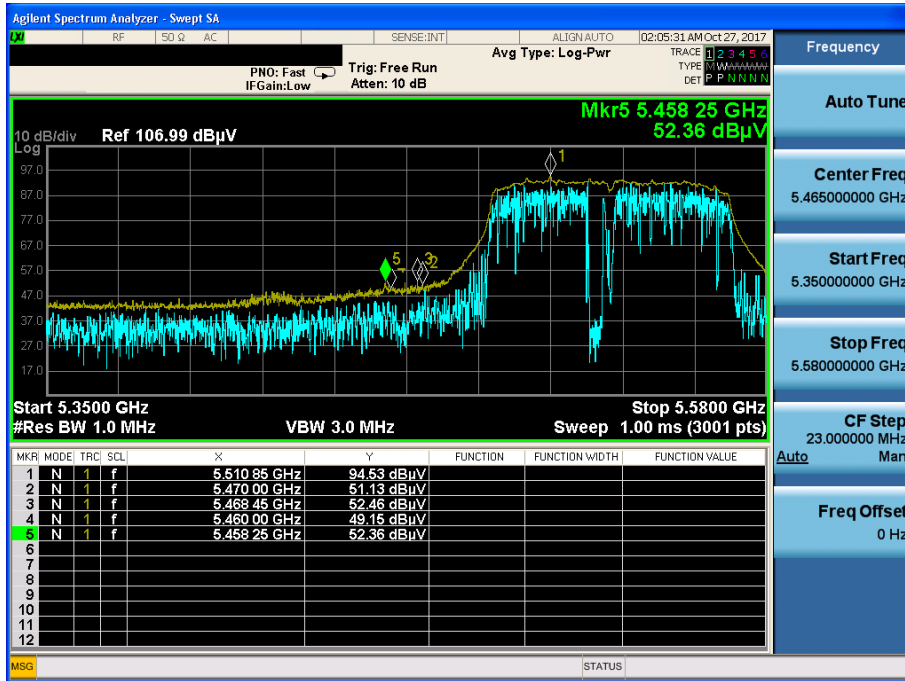 Agilent Spectrum Analyzer - Swept SA
LXI RF 50 Ω AC SENSE:INT ALIGN AUTO 02:05:31 AM Oct 27, 2017
Frequency
PNO: Fast Trig: Free Run Avg Type: Log-Pwr TRACE 1 2 3 4 5 6
IFGain:Low Atten: 10 dB TYPE M WWWWW
DET P P N N N N
Auto Tune
Mkr5 5.458 25 GHz
52.36 dBµV
10 dB/div Ref 106.99 dBµV
Log
97.0
87.0
77.0
67.0
57.0
47.0
37.0
27.0
17.0
1
5
3
2
Start 5.3500 GHz Stop 5.5800 GHz
#Res BW 1.0 MHz VBW 3.0 MHz Sweep 1.00 ms (3001 pts)
Center Freq
5.465000000 GHz
Start Freq
5.350000000 GHz
Stop Freq
5.580000000 GHz
CF Step
23.000000 MHz
Auto Man
Freq Offset
0 Hz
MKR MODE TRC SCL X Y FUNCTION FUNCTION WIDTH FUNCTION VALUE
1 N 1 f 5.510 85 GHz 94.53 dBµV
2 N 1 f 5.470 00 GHz 51.13 dBµV
3 N 1 f 5.468 45 GHz 52.46 dBµV
4 N 1 f 5.460 00 GHz 49.15 dBµV
5 N 1 f 5.458 25 GHz 52.36 dBµV
6
7
8
9
10
11
12
MSG STATUS